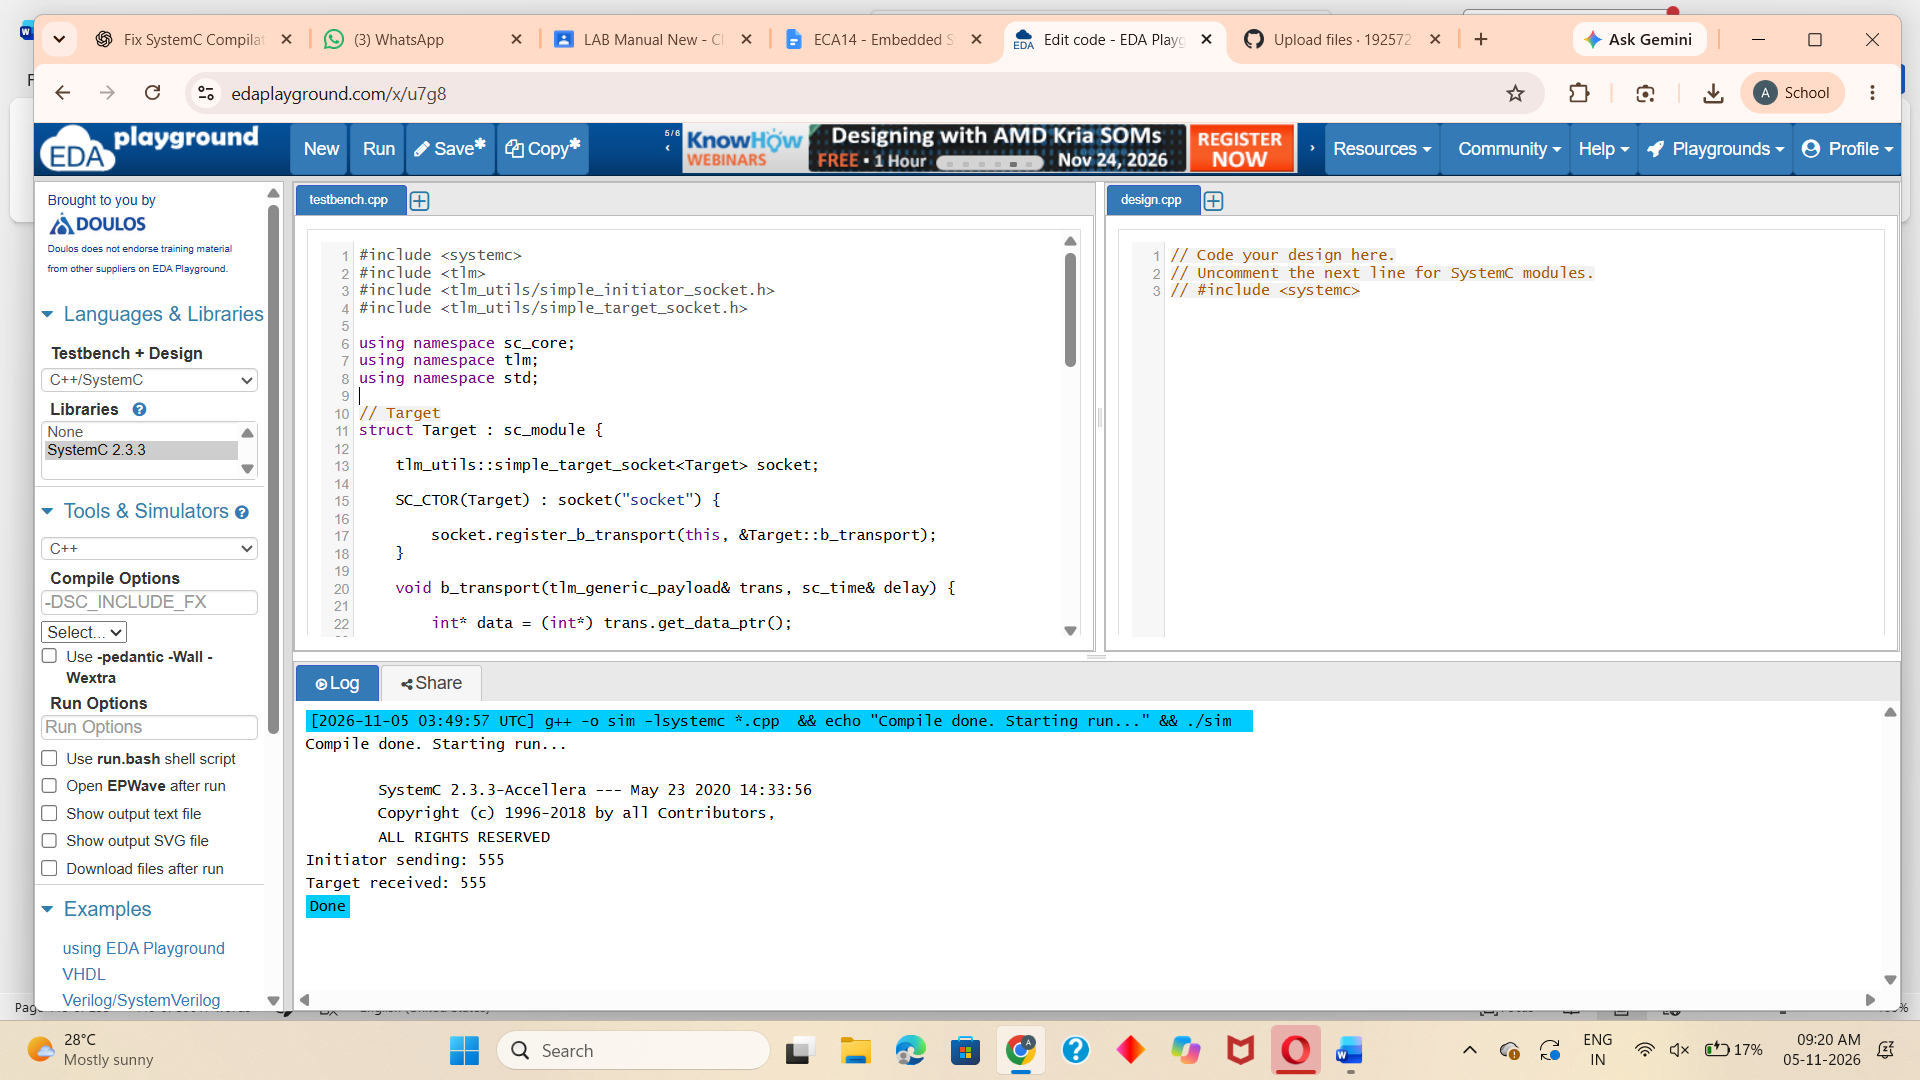 Fix SystemC Compilat
(3) WhatsApp
LAB Manual New - C
ECA14 - Embedded S
Edit code - EDA Playg
Upload files · 192572
Ask Gemini
edaplayground.com/x/u7g8
A School
EDA playground
New
Run
Save*
Copy*
5/6
KnowHow WEBINARS
Designing with AMD Kria SOMs
FREE • 1 Hour
Nov 24, 2026
REGISTER NOW
Resources
Community
Help
Playgrounds
Profile
Brought to you by
DOULOS
Doulos does not endorse training material
from other suppliers on EDA Playground.
Languages & Libraries
Testbench + Design
C++/SystemC
Libraries
None
SystemC 2.3.3
Tools & Simulators
C++
Compile Options
-DSC_INCLUDE_FX
Select...
Use -pedantic -Wall -
Wextra
Run Options
Run Options
Use run.bash shell script
Open EPWave after run
Show output text file
Show output SVG file
Download files after run
Examples
using EDA Playground
VHDL
Verilog/SystemVerilog
testbench.cpp
1 #include <systemc>
2 #include <tlm>
3 #include <tlm_utils/simple_initiator_socket.h>
4 #include <tlm_utils/simple_target_socket.h>
5
6 using namespace sc_core;
7 using namespace tlm;
8 using namespace std;
9
10 // Target
11 struct Target : sc_module {
12
13 tlm_utils::simple_target_socket<Target> socket;
14
15 SC_CTOR(Target) : socket("socket") {
16
17 socket.register_b_transport(this, &Target::b_transport);
18 }
19
20 void b_transport(tlm_generic_payload& trans, sc_time& delay) {
21
22 int* data = (int*) trans.get_data_ptr();
design.cpp
1 // Code your design here.
2 // Uncomment the next line for SystemC modules.
3 // #include <systemc>
Log
Share
[2026-11-05 03:49:57 UTC] g++ -o sim -lsystemc *.cpp && echo "Compile done. Starting run..." && ./sim
Compile done. Starting run...
SystemC 2.3.3-Accellera --- May 23 2020 14:33:56
Copyright (c) 1996-2018 by all Contributors,
ALL RIGHTS RESERVED
Initiator sending: 555
Target received: 555
Done
28°C
Mostly sunny
Search
ENG
IN
17%
09:20 AM
05-11-2026